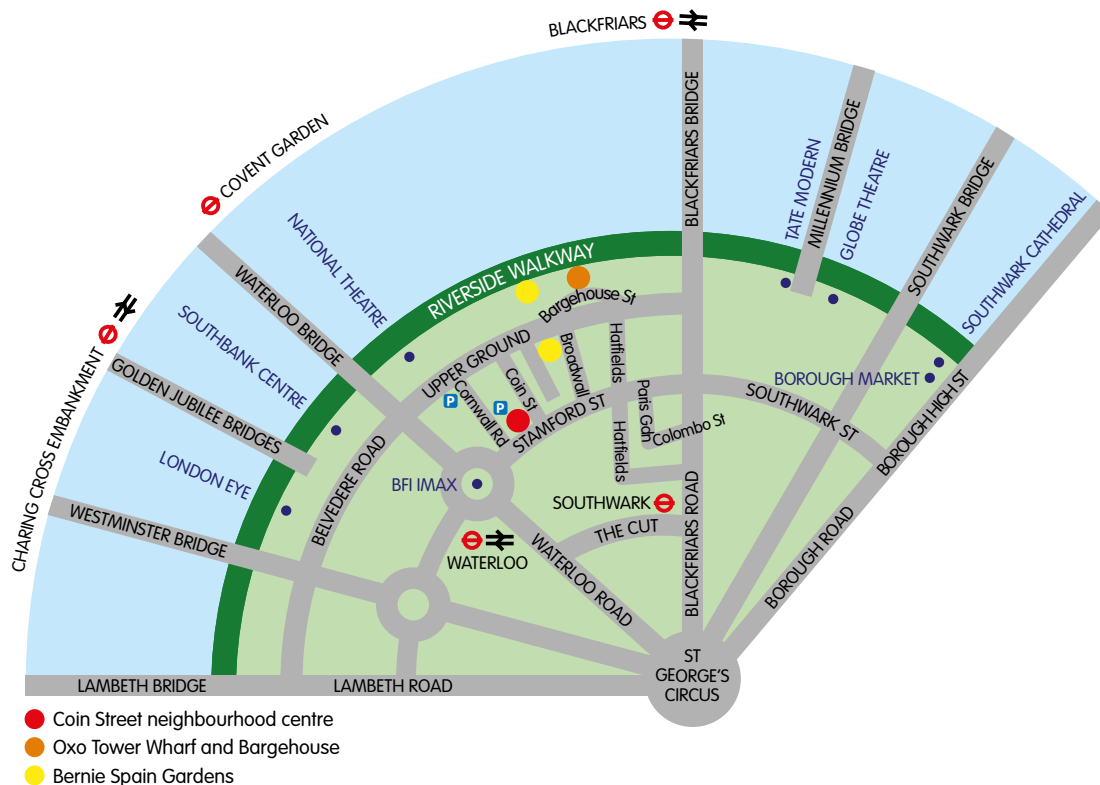 BLACKFRIARS
COVENT GARDEN
CHARING CROSS EMBANKMENT
BLACKFRIARS BRIDGE
TATE MODERN
MILLENNIUM BRIDGE
GLOBE THEATRE
SOUTHWARK BRIDGE
SOUTHWARK CATHEDRAL
NATIONAL THEATRE
WATERLOO BRIDGE
RIVERSIDE WALKWAY
SOUTHBANK CENTRE
GOLDEN JUBILEE BRIDGES
LONDON EYE
WESTMINSTER BRIDGE
Bargehouse St
UPPER GROUND
Broadwall
Hatfields
Coin St
P
Cornwall Rd
P
STAMFORD ST
Paris Gdn
Colombo St
Hatfields
BOROUGH MARKET
SOUTHWARK ST
BOROUGH HIGH ST
BELVEDERE ROAD
BFI IMAX
SOUTHWARK
THE CUT
WATERLOO
WATERLOO ROAD
BLACKFRIARS ROAD
BOROUGH ROAD
ST
GEORGE'S
CIRCUS
LAMBETH BRIDGE
LAMBETH ROAD
Coin Street neighbourhood centre
Oxo Tower Wharf and Bargehouse
Bernie Spain Gardens